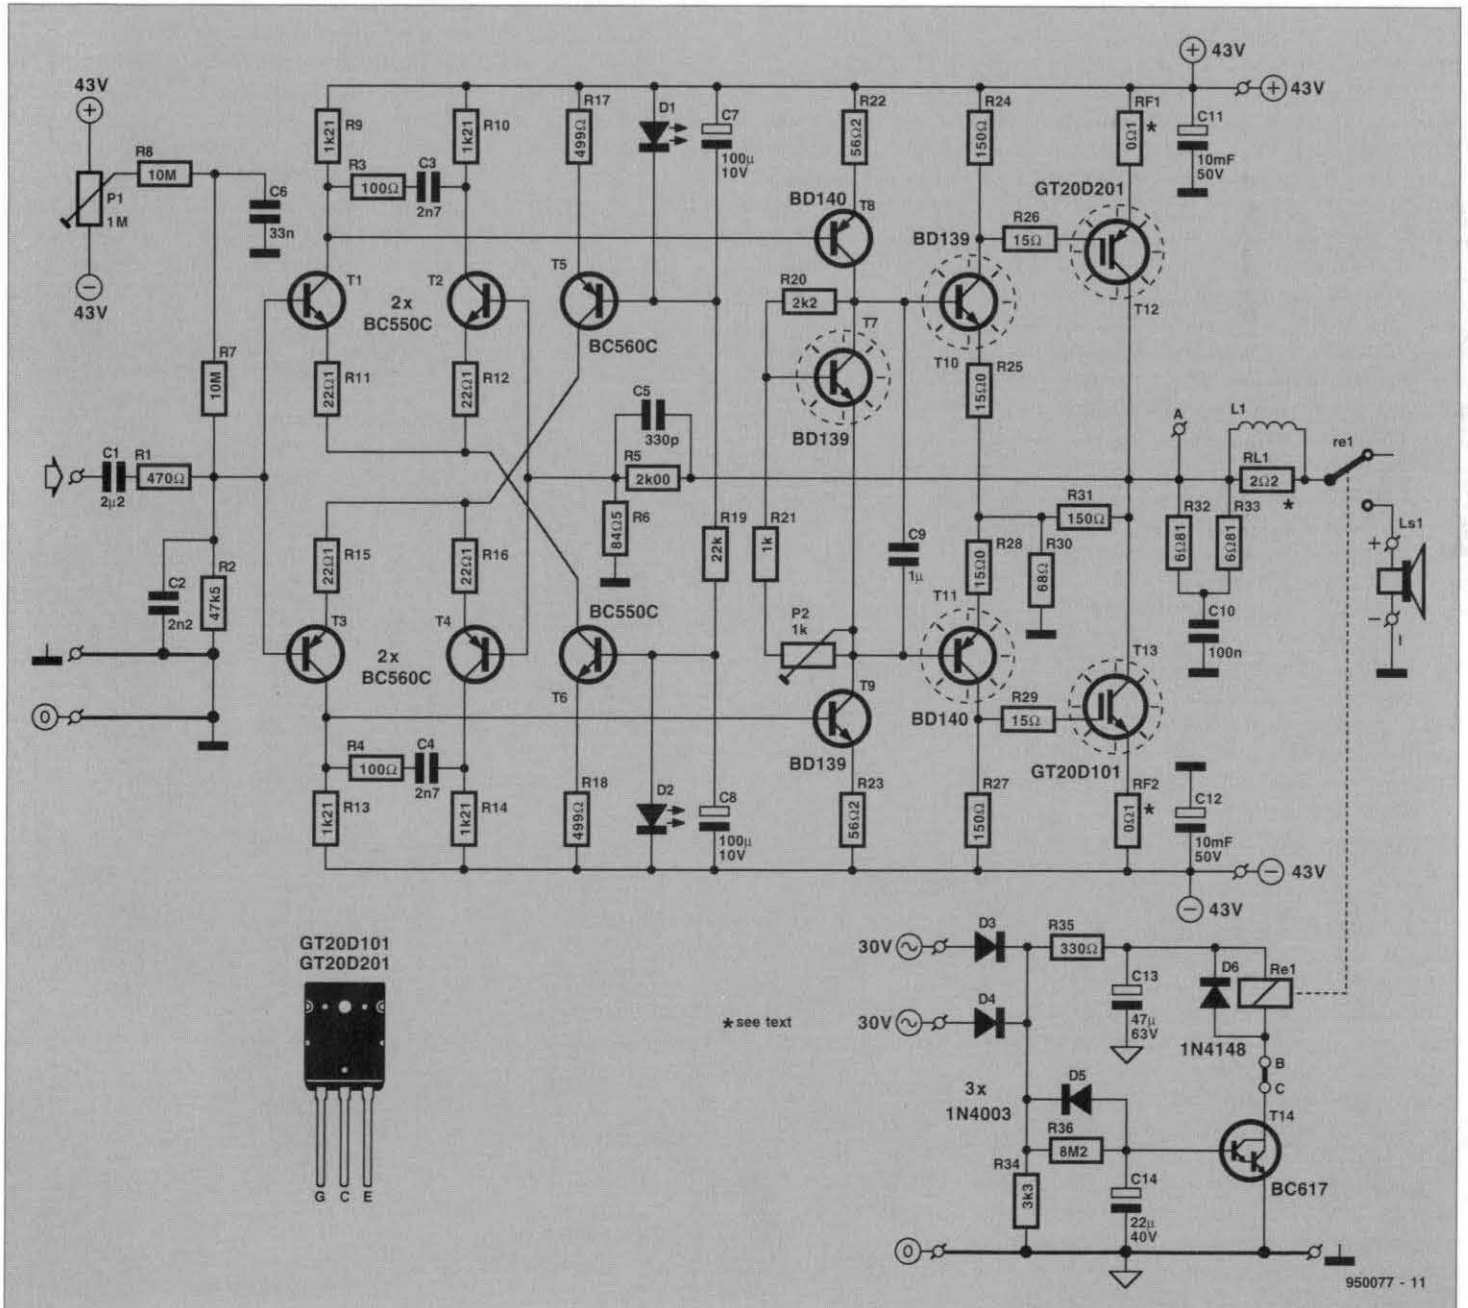 43V
43V
R17
D1
C7
R22
R24
RF1
43V
R9
R10
C11
1k21
1k21
499Ω
100µ
10V
56Ω2
150Ω
0Ω1
*
10mF
50V
R8
10M
R3
100Ω
C3
2n7
P1
1M
C6
33n
GT20D201
BD140
T8
43V
BD139
R26
15Ω
T1
T2
T5
2x
BC550C
R20
2k2
T12
BC560C
T7
T10
R25
R7
10M
R11
22Ω1
R12
22Ω1
C5
330p
15Ω0
BD139
A
L1
re1
C1
R1
470Ω
2µ2
R5
2k00
RL1
2Ω2
*
R31
150Ω
R32
R33
6Ω81
6Ω81
Ls1
R6
84Ω5
R19
22k
R21
1k
C9
1µ
R28
15Ω0
R30
68Ω
+
R15
22Ω1
R16
22Ω1
R2
47k5
C2
2n2
BC550C
T11
C10
100n
–
P2
1k
T3
T4
2x
BC560C
T6
T9
T13
0
BD140
R29
15Ω
BD139
GT20D101
R4
100Ω
C4
2n7
R13
1k21
R14
1k21
R18
499Ω
D2
C8
100µ
10V
R23
56Ω2
R27
150Ω
RF2
0Ω1
*
C12
10mF
50V
43V
43V
GT20D101
GT20D201
30V
D3
R35
330Ω
D6
Re1
C13
47µ
63V
* see text
30V
D4
1N4148
B
C
D5
3x
1N4003
R36
8M2
T14
R34
3k3
C14
22µ
40V
BC617
G C E
0
950077 - 11